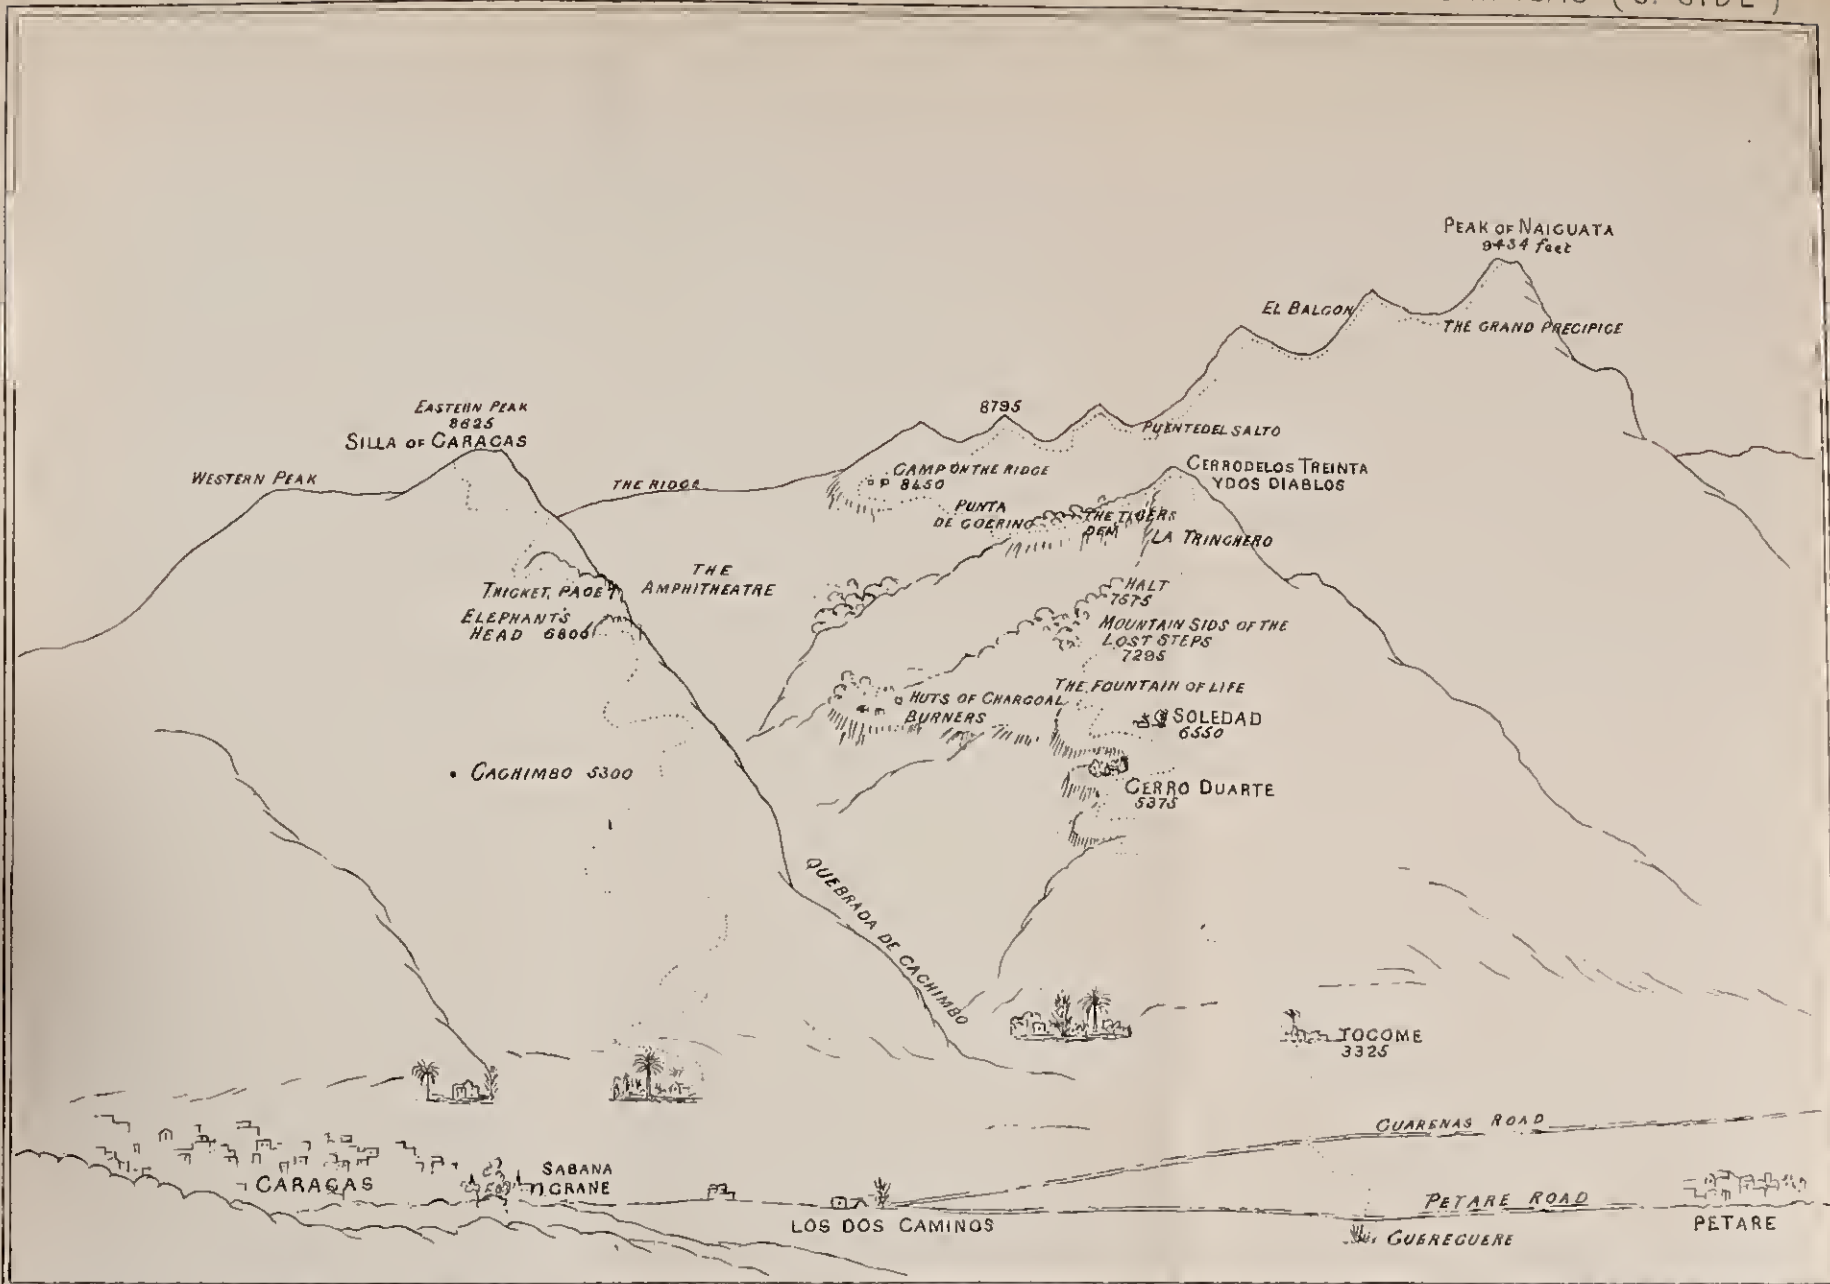 (S. SIDE)
PEAK OF NAIGUATA
9434 feet
EL BALCON
THE GRAND PRECIPICE
EASTERN PEAK
8625
SILLA OF CARACAS
WESTERN PEAK
THE RIDGE
8795
PUENTE DEL SALTO
CAMP ON THE RIDGE
8450
CERRO DE LOS TREINTA
Y DOS DIABLOS
PUNTA
DE GOERING
THE TIGERS
DEN
LA TRINCHERO
THE
AMPHITHEATRE
THICKET, PAGE
ELEPHANT'S
HEAD 6806
HALT
7575
MOUNTAIN SIDE OF THE
LOST STEPS
7295
THE FOUNTAIN OF LIFE
HUTS OF CHARCOAL
BURNERS
SOLEDAD
6550
CACHIMBO 5300
CERRO DUARTE
5375
QUEBRADA DE CACHIMBO
TOCOME
3325
GUARENAS ROAD
CARACAS
SABANA
GRANE
LOS DOS CAMINOS
PETARE ROAD
PETARE
GUEREGUERE